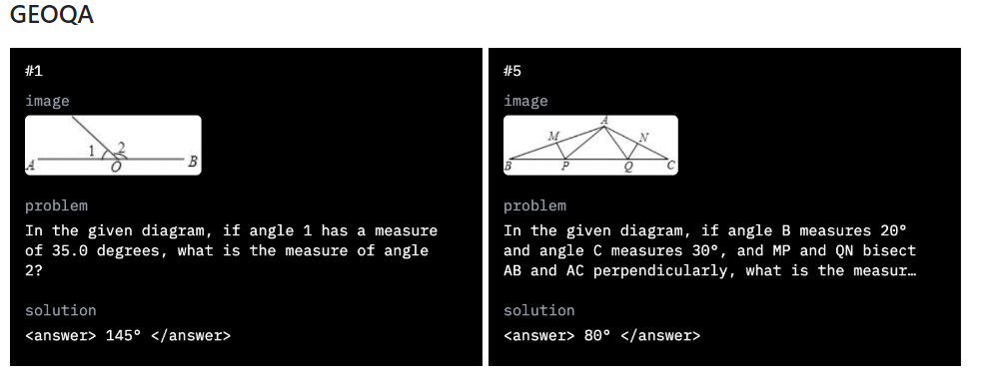 GEOQA
#1
image
1 2
A O B
problem
In the given diagram, if angle 1 has a measure
of 35.0 degrees, what is the measure of angle
2?
solution
<answer> 145° </answer>
#5
image
A
M N
B P Q C
problem
In the given diagram, if angle B measures 20°
and angle C measures 30°, and MP and QN bisect
AB and AC perpendicularly, what is the measur…
solution
<answer> 80° </answer>